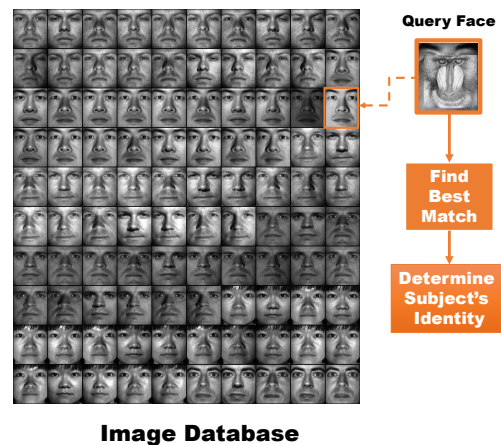 Query Face
Find
Best
Match
Determine
Subject's
Identity
Image Database